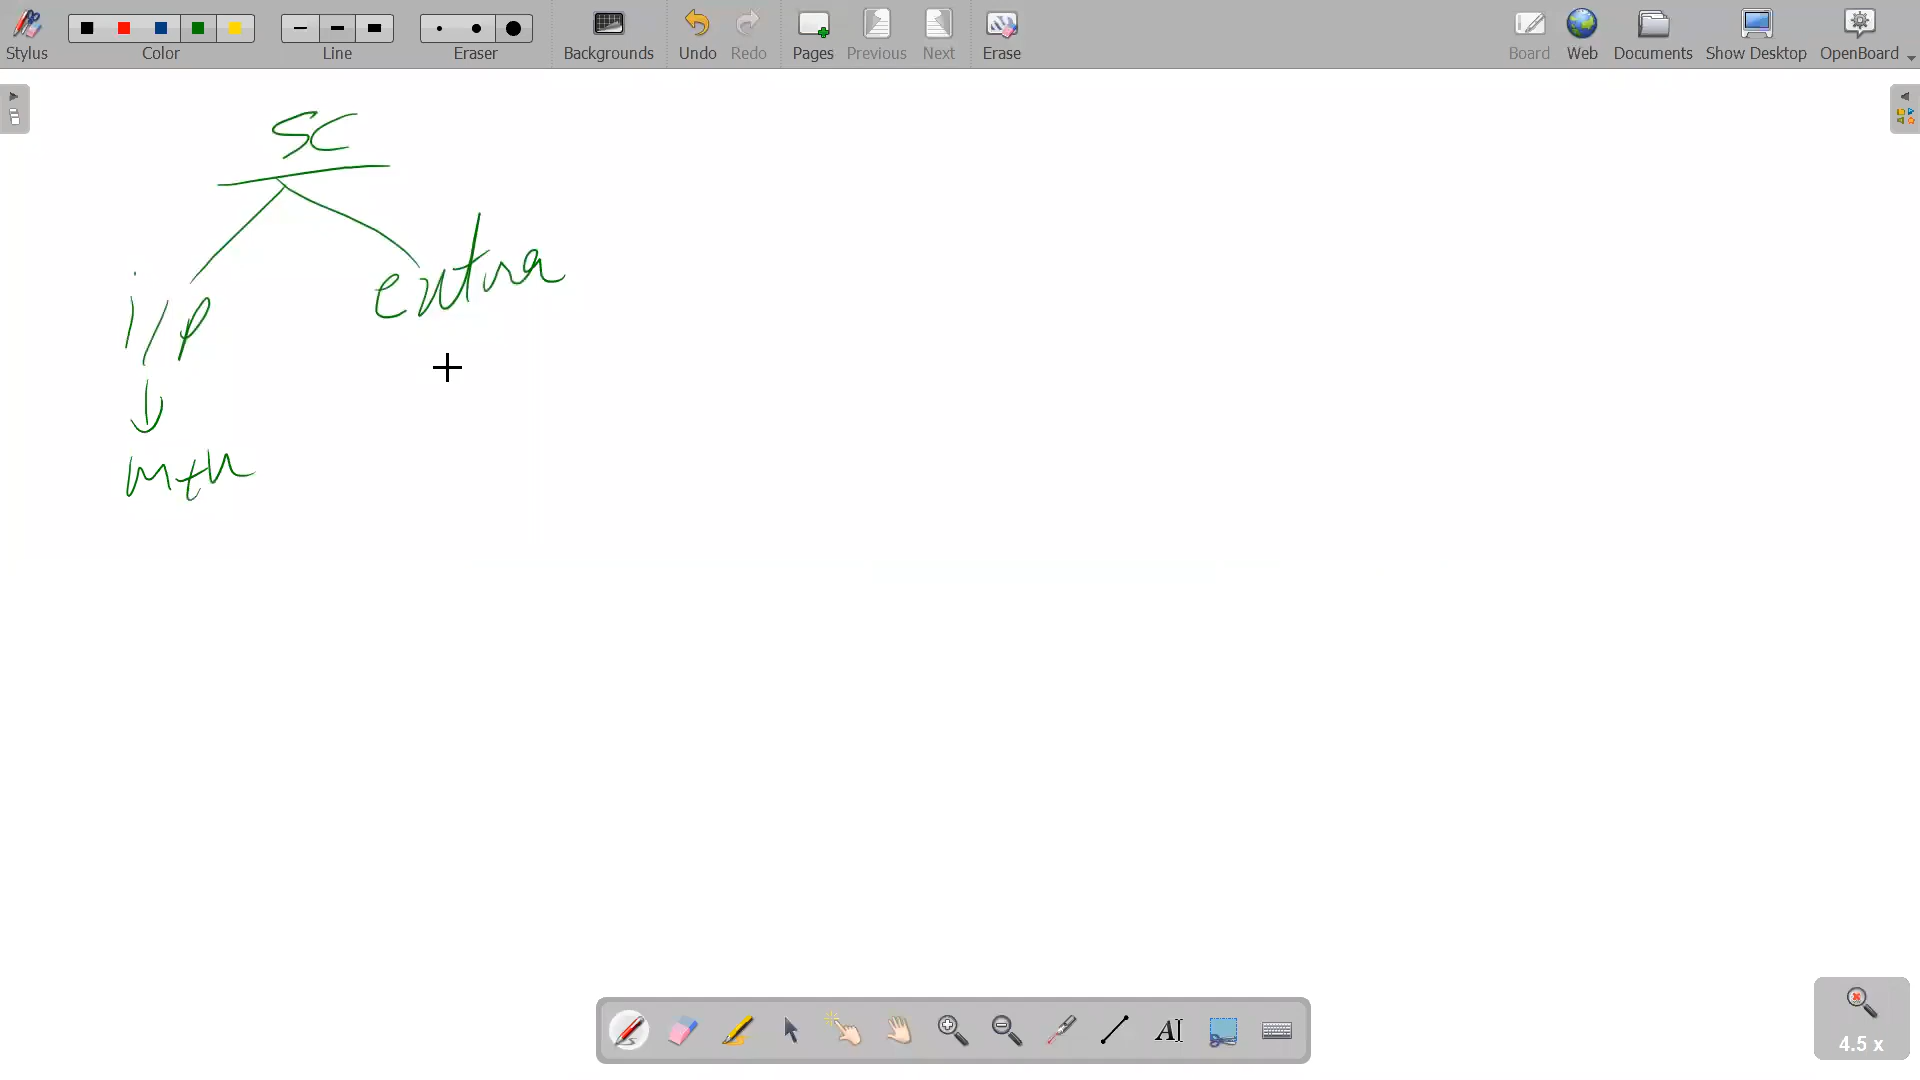 Stylus Color Line Eraser Backgrounds Undo Redo Pages Previous Next Erase Board Web Documents Show Desktop OpenBoard
SC
i/p extra
m+n
4.5 x